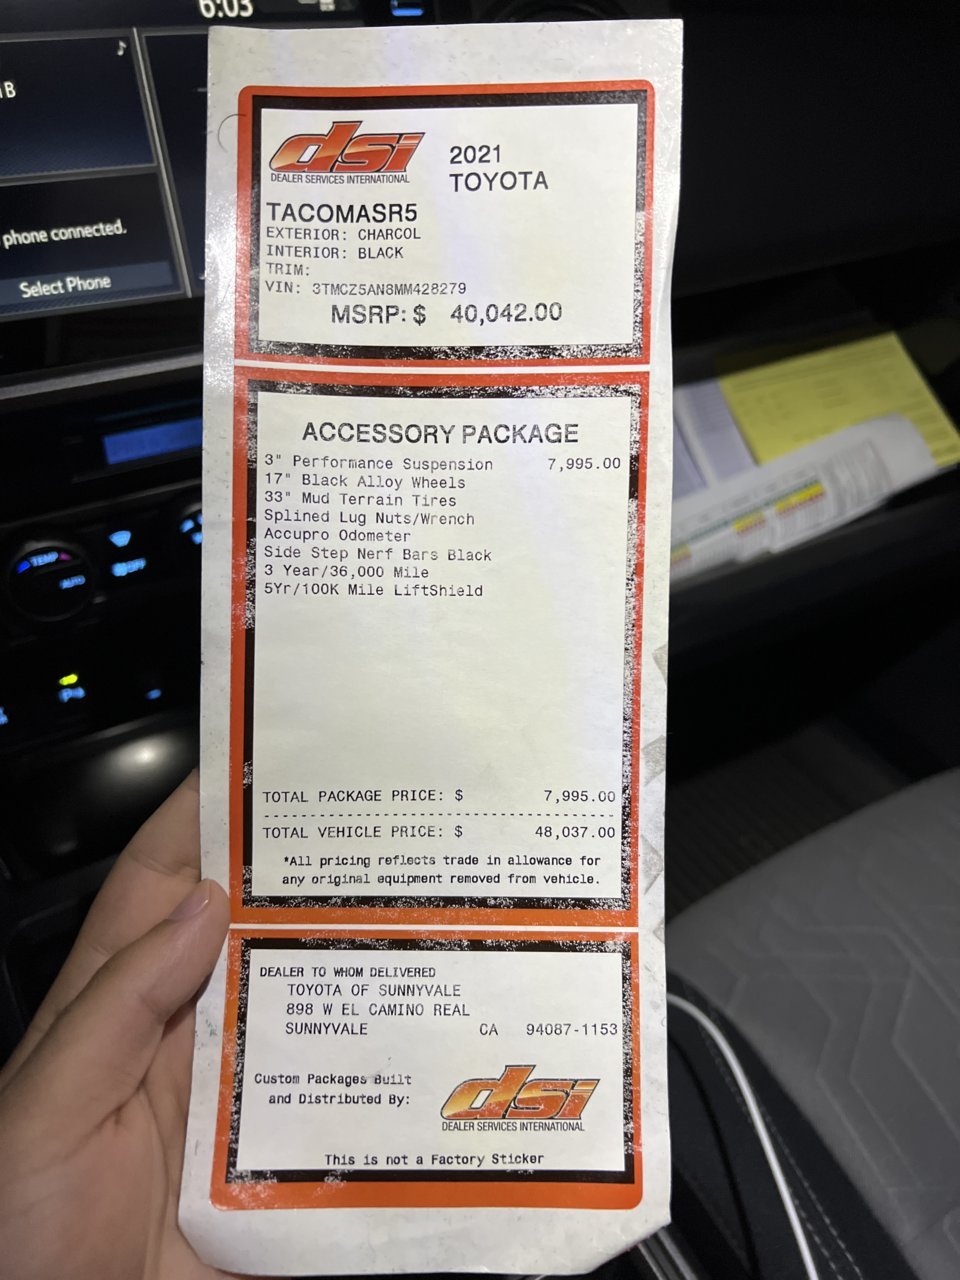 6:03
B
phone connected.
Select Phone
TEMP
AUTO
OFF
dsi
DEALER SERVICES INTERNATIONAL
2021
TOYOTA
TACOMASR5
EXTERIOR: CHARCOL
INTERIOR: BLACK
TRIM:
VIN: 3TMCZ5AN8MM428279
MSRP: $ 40,042.00
ACCESSORY PACKAGE
3" Performance Suspension 7,995.00
17" Black Alloy Wheels
33" Mud Terrain Tires
Splined Lug Nuts/Wrench
Accupro Odometer
Side Step Nerf Bars Black
3 Year/36,000 Mile
5Yr/100K Mile LiftShield
TOTAL PACKAGE PRICE: $ 7,995.00
TOTAL VEHICLE PRICE: $ 48,037.00
*All pricing reflects trade in allowance for
any original equipment removed from vehicle.
DEALER TO WHOM DELIVERED
TOYOTA OF SUNNYVALE
898 W EL CAMINO REAL
SUNNYVALE CA 94087-1153
Custom Packages Built
and Distributed By:
dsi
DEALER SERVICES INTERNATIONAL
This is not a Factory Sticker